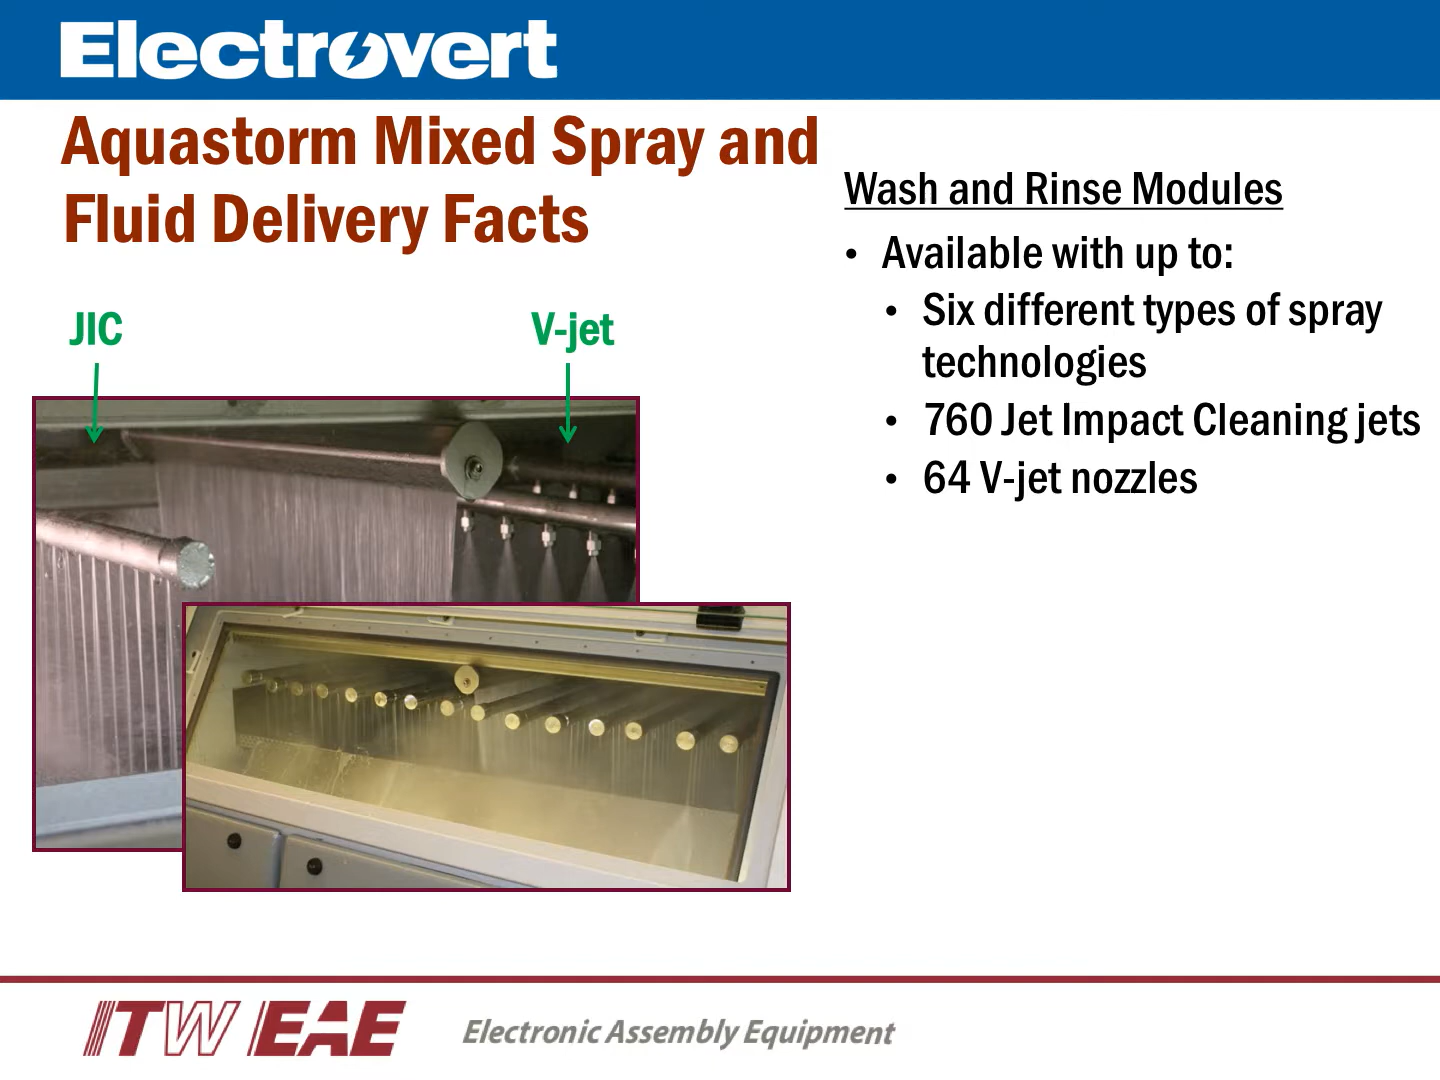 Electrovert
Aquastorm Mixed Spray and
Fluid Delivery Facts
JIC
V-jet
Wash and Rinse Modules
• Available with up to:
• Six different types of spray
technologies
• 760 Jet Impact Cleaning jets
• 64 V-jet nozzles
ITW EAE
Electronic Assembly Equipment